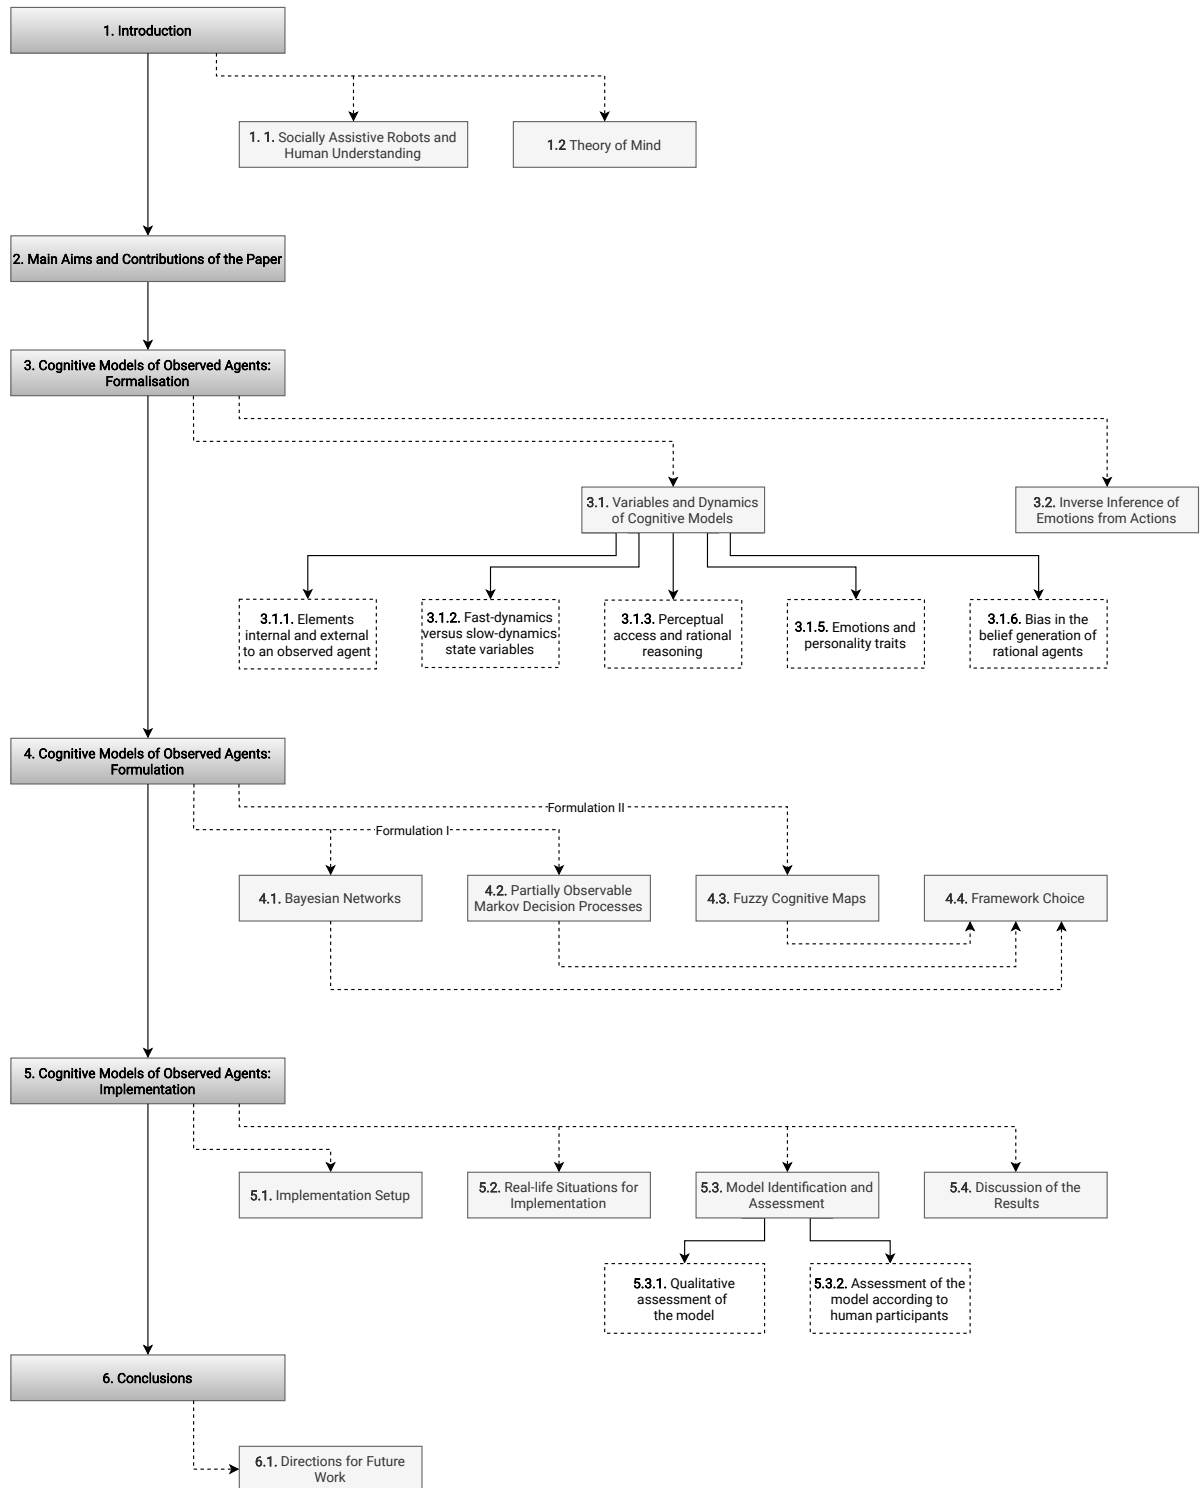 1. Introduction
1. 1. Socially Assistive Robots and
Human Understanding
1.2 Theory of Mind
2. Main Aims and Contributions of the Paper
3. Cognitive Models of Observed Agents:
Formalisation
3.1. Variables and Dynamics
of Cognitive Models
3.2. Inverse Inference of
Emotions from Actions
3.1.1. Elements
internal and external
to an observed agent
3.1.2. Fast-dynamics
versus slow-dynamics
state variables
3.1.3. Perceptual
access and rational
reasoning
3.1.5. Emotions and
personality traits
3.1.6. Bias in the
belief generation of
rational agents
4. Cognitive Models of Observed Agents:
Formulation
Formulation II
Formulation I
4.1. Bayesian Networks
4.2. Partially Observable
Markov Decision Processes
4.3. Fuzzy Cognitive Maps
4.4. Framework Choice
5. Cognitive Models of Observed Agents:
Implementation
5.1. Implementation Setup
5.2. Real-life Situations for
Implementation
5.3. Model Identification and
Assessment
5.4. Discussion of the
Results
5.3.1. Qualitative
assessment of
the model
5.3.2. Assessment of the
model according to
human participants
6. Conclusions
6.1. Directions for Future
Work